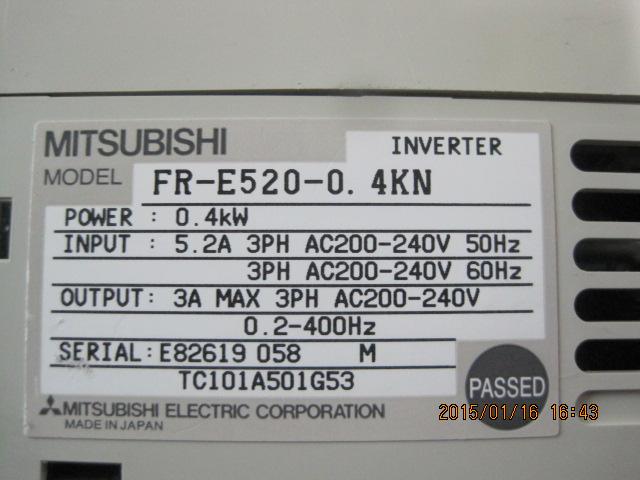 MITSUBISHI
INVERTER
MODEL FR-E520-0.4KN
POWER : 0.4kW
INPUT : 5.2A 3PH AC200-240V 50Hz
3PH AC200-240V 60Hz
OUTPUT: 3A MAX 3PH AC200-240V
0.2-400Hz
SERIAL: E82619 058 M
TC101A501G53
PASSED
MITSUBISHI ELECTRIC CORPORATION
MADE IN JAPAN
2015/01/16 16:43